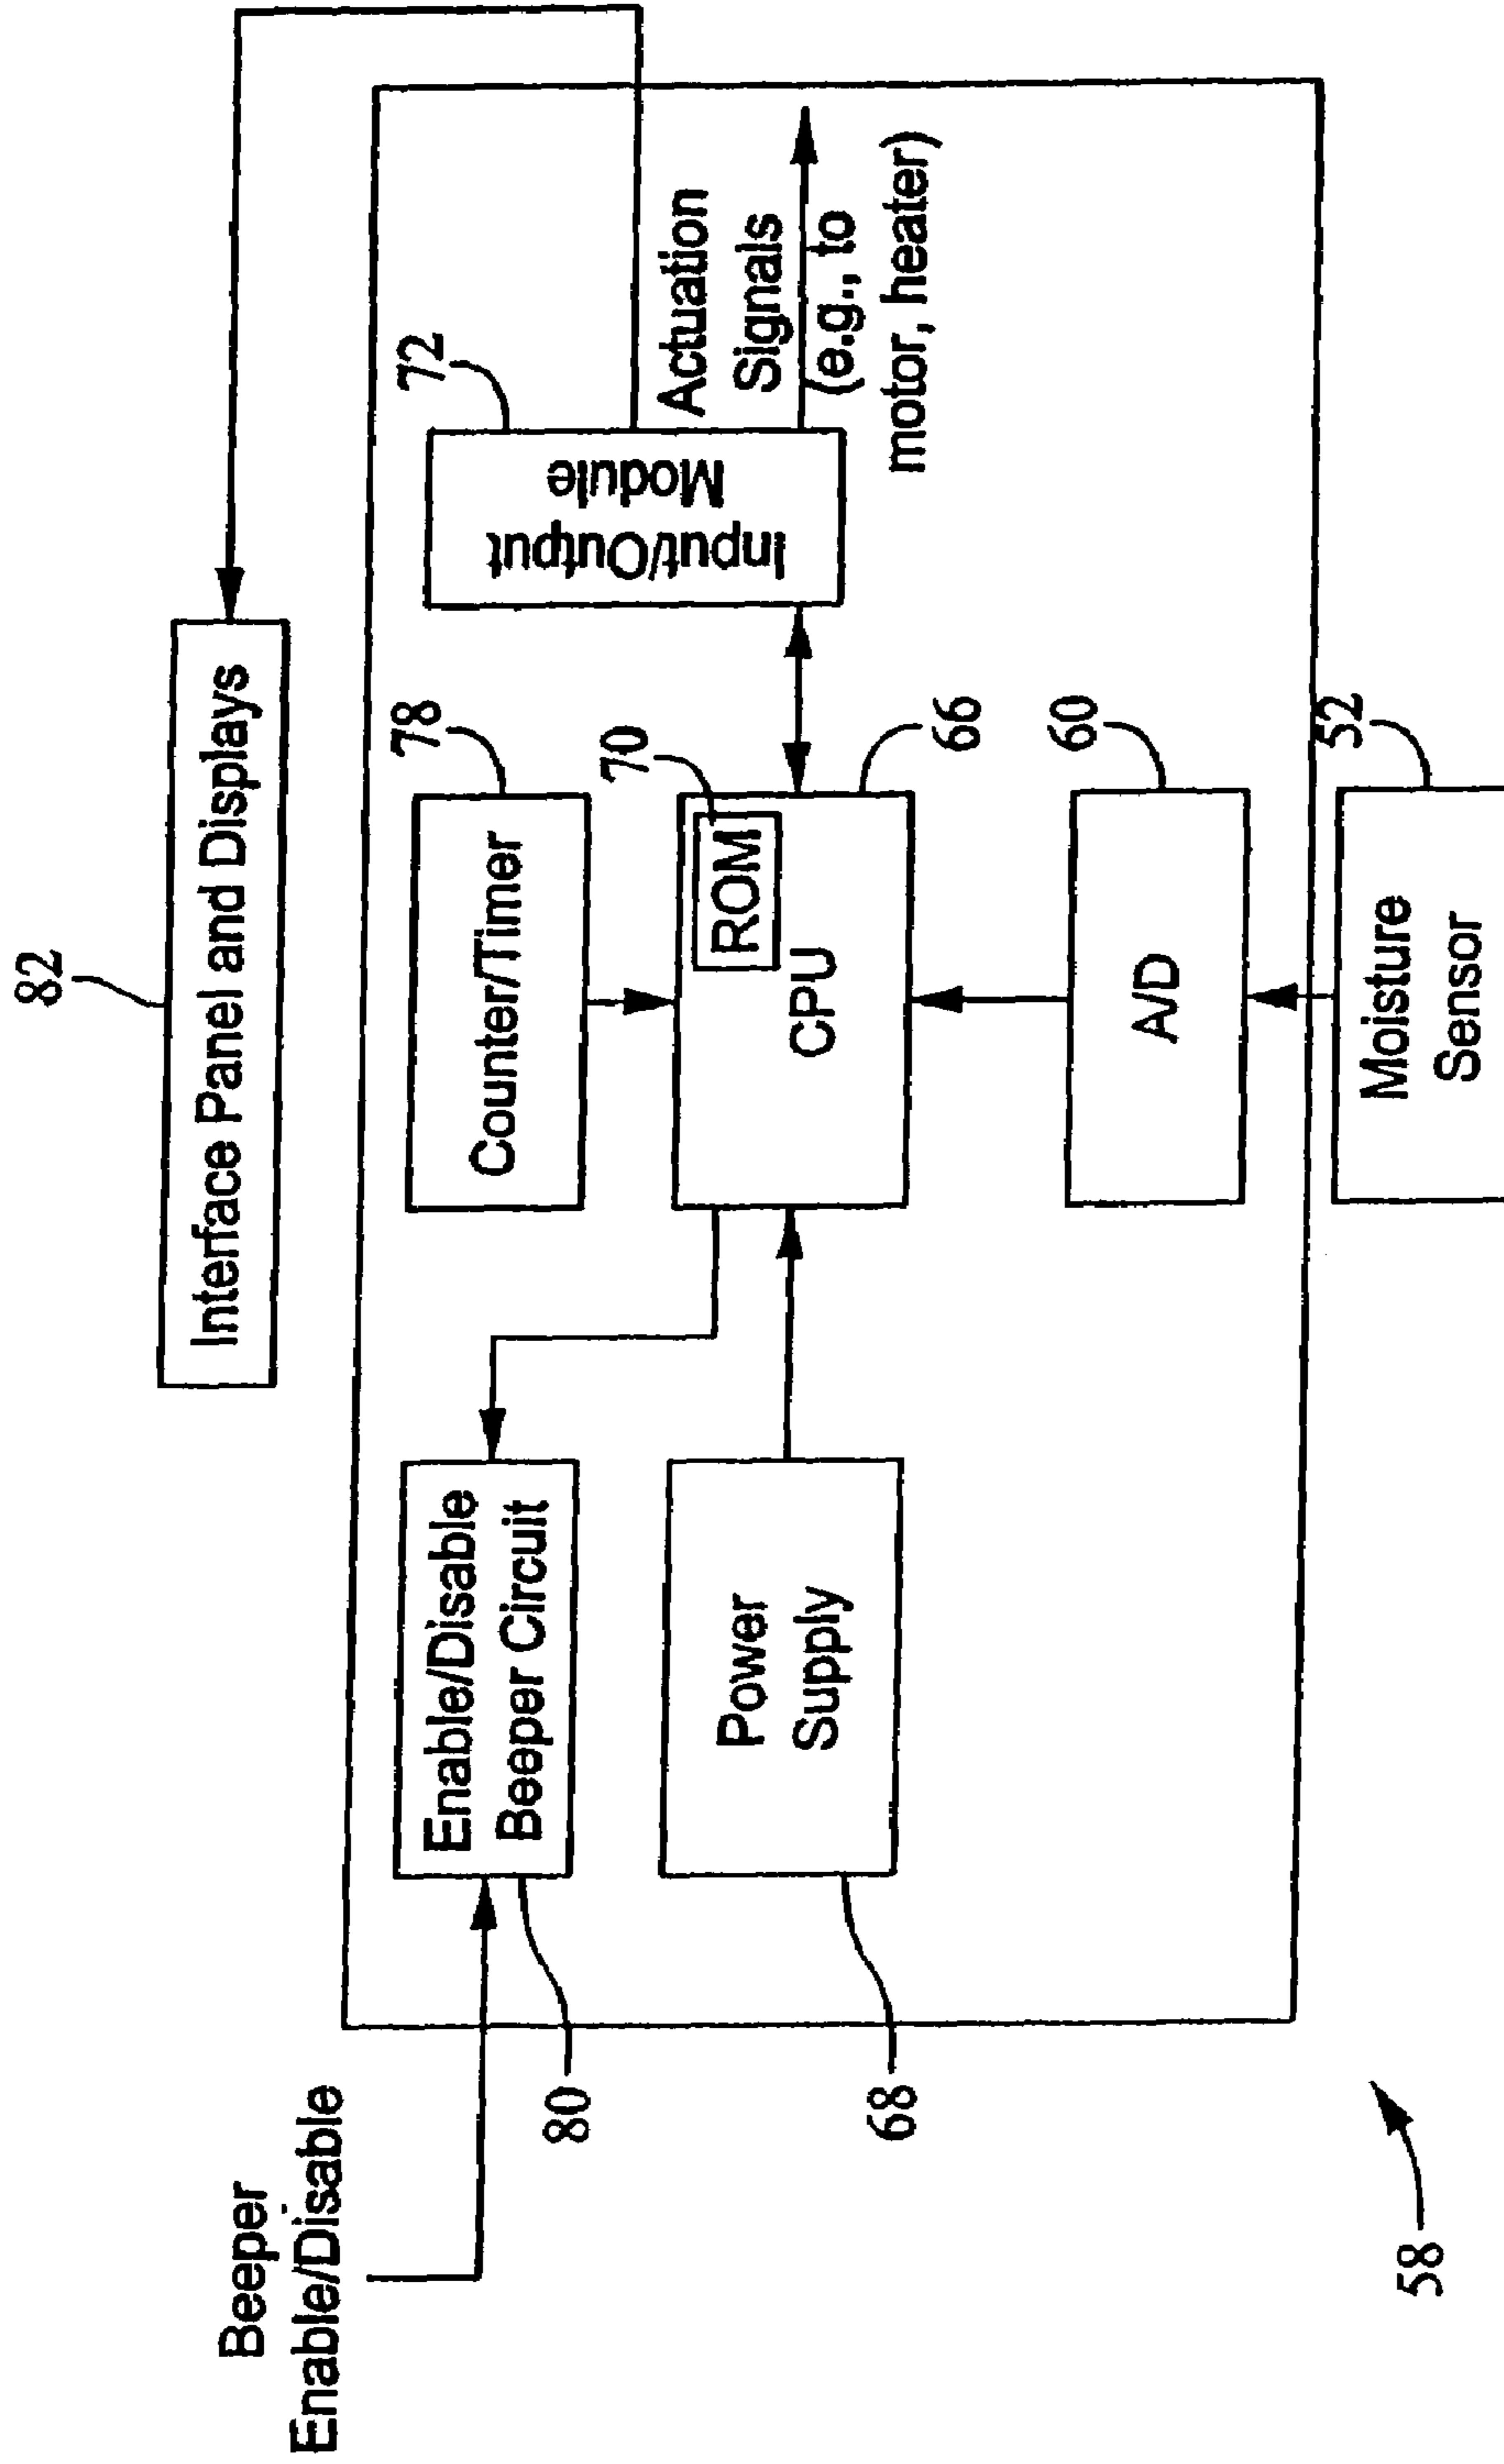 82
Interface Panel and Displays
Beeper
Enable/Disable
Enable/Disable
Beeper Circuit
80
Counter/Timer
78
Input/Output
Module
72
Actuation
Signals
(e.g., to
motor, heater)
Power
Supply
68
ROM
70
CPU
66
A/D
60
Moisture
Sensor
52
58